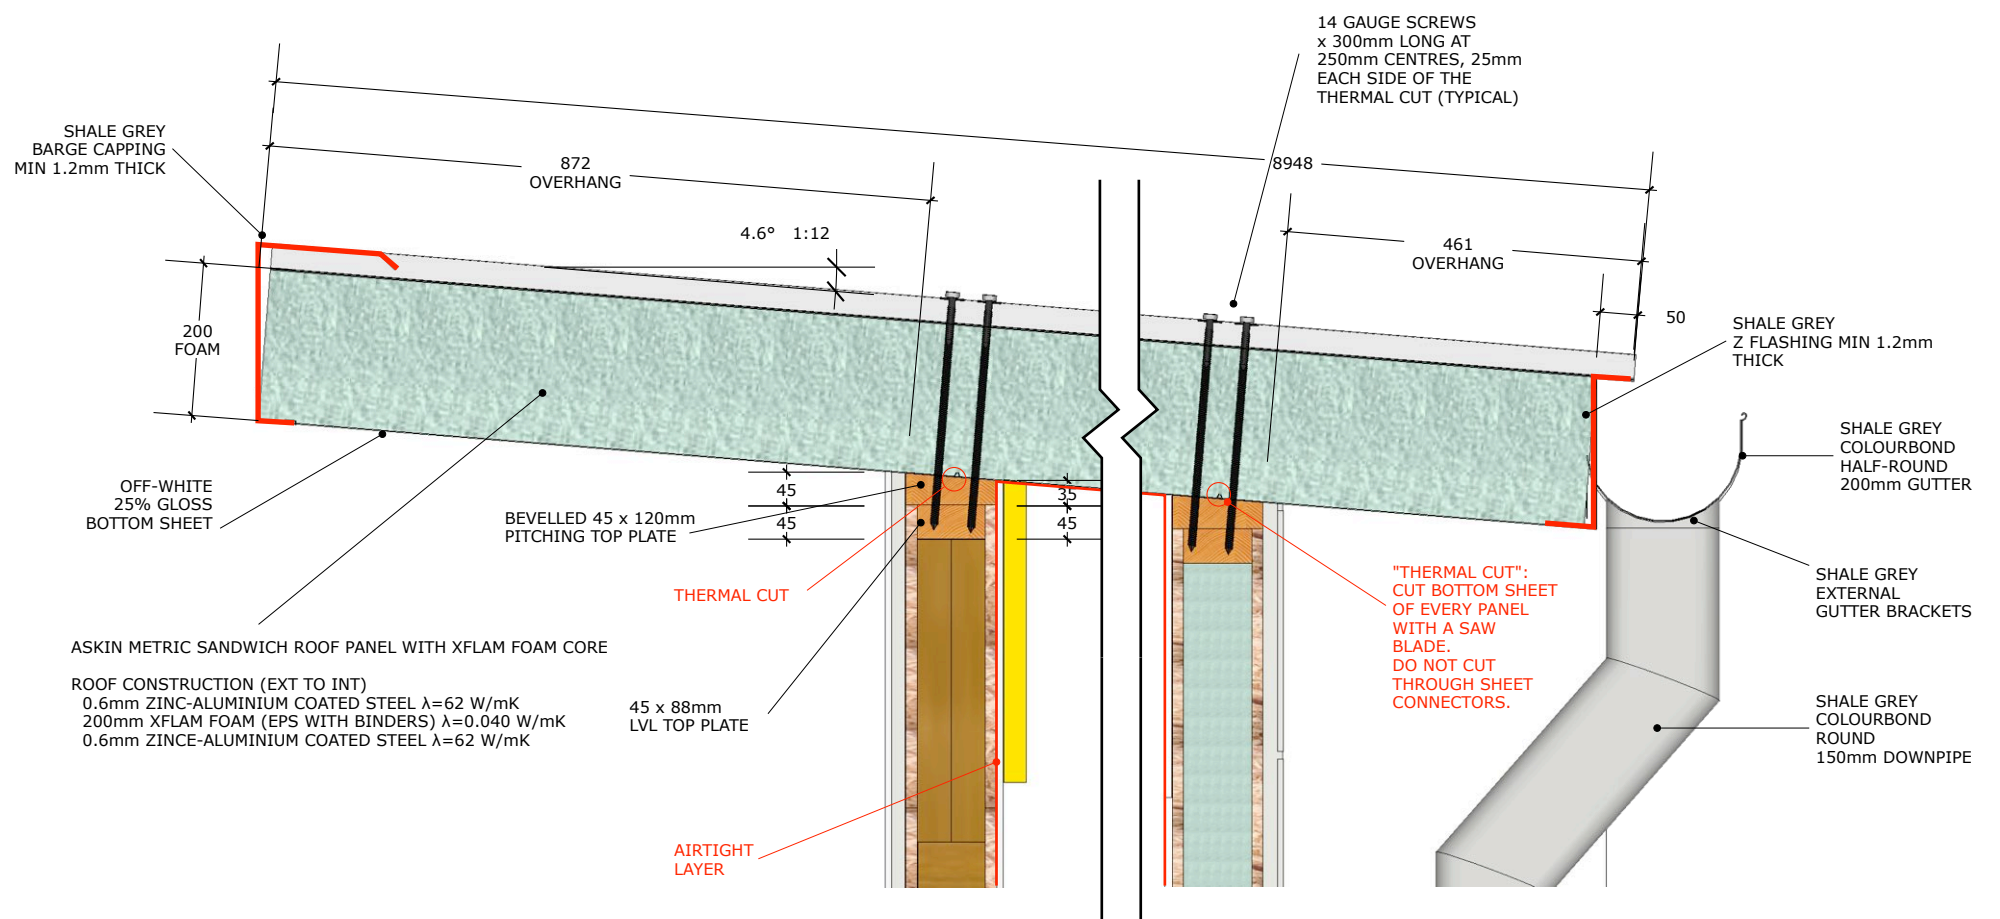 14 GAUGE SCREWS
x 300mm LONG AT
250mm CENTRES, 25mm
EACH SIDE OF THE
THERMAL CUT (TYPICAL)
SHALE GREY
BARGE CAPPING
MIN 1.2mm THICK
872
OVERHANG
8948
4.6° 1:12
461
OVERHANG
50
200
FOAM
SHALE GREY
Z FLASHING MIN 1.2mm
THICK
SHALE GREY
COLOURBOND
HALF-ROUND
200mm GUTTER
OFF-WHITE
25% GLOSS
BOTTOM SHEET
45
45
35
45
BEVELLED 45 x 120mm
PITCHING TOP PLATE
THERMAL CUT
"THERMAL CUT":
CUT BOTTOM SHEET
OF EVERY PANEL
WITH A SAW
BLADE.
DO NOT CUT
THROUGH SHEET
CONNECTORS.
SHALE GREY
EXTERNAL
GUTTER BRACKETS
ASKIN METRIC SANDWICH ROOF PANEL WITH XFLAM FOAM CORE
ROOF CONSTRUCTION (EXT TO INT)
0.6mm ZINC-ALUMINIUM COATED STEEL λ=62 W/mK
200mm XFLAM FOAM (EPS WITH BINDERS) λ=0.040 W/mK
0.6mm ZINCE-ALUMINIUM COATED STEEL λ=62 W/mK
45 x 88mm
LVL TOP PLATE
SHALE GREY
COLOURBOND
ROUND
150mm DOWNPIPE
AIRTIGHT
LAYER